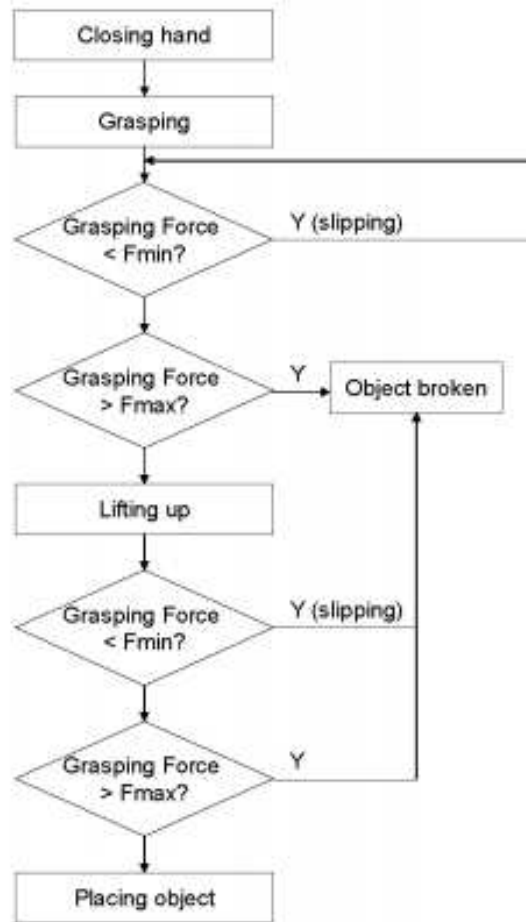 Closing hand
Grasping
Grasping Force
< Fmin?
Y (slipping)
Grasping Force
> Fmax?
Y
Object broken
Lifting up
Grasping Force
< Fmin?
Y (slipping)
Grasping Force
> Fmax?
Y
Placing object